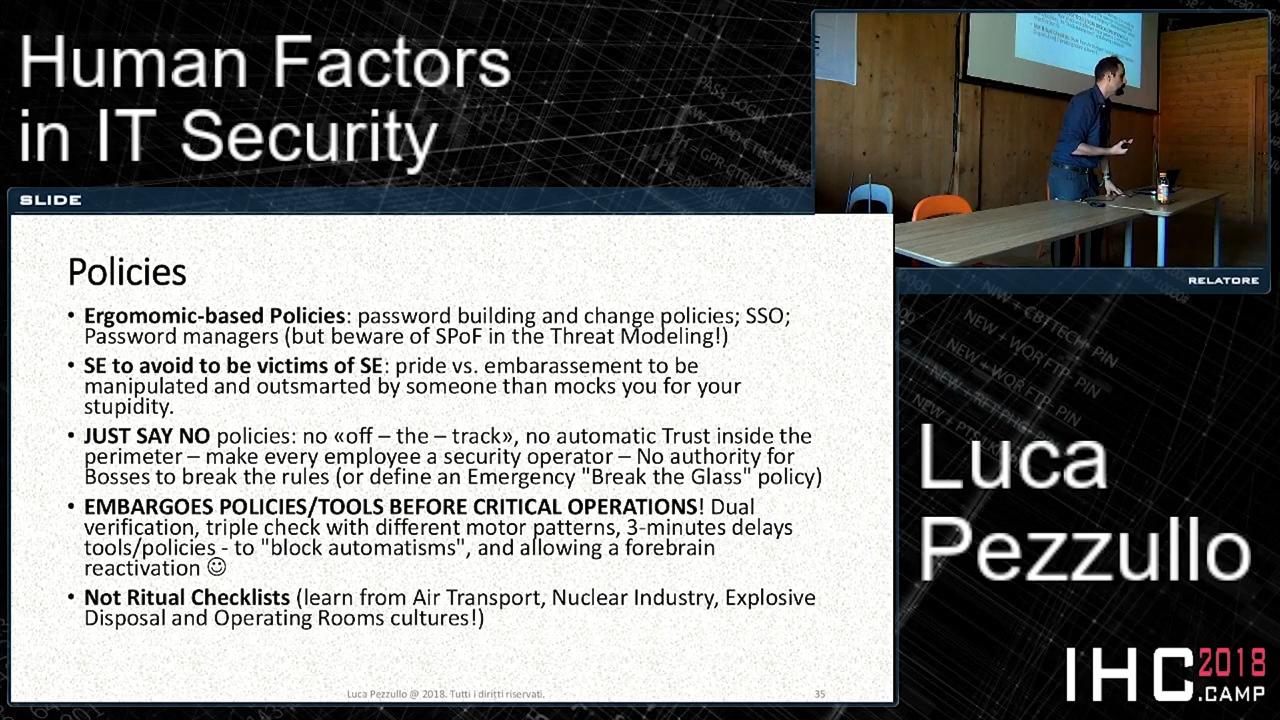 Human Factors
in IT Security
SLIDE
Policies
• Ergomomic-based Policies: password building and change policies; SSO;
Password managers (but beware of SPoF in the Threat Modeling!)
• SE to avoid to be victims of SE: pride vs. embarassement to be
manipulated and outsmarted by someone than mocks you for your
stupidity.
• JUST SAY NO policies: no «off – the – track», no automatic Trust inside the
perimeter – make every employee a security operator – No authority for
Bosses to break the rules (or define an Emergency "Break the Glass" policy)
• EMBARGOES POLICIES/TOOLS BEFORE CRITICAL OPERATIONS! Dual
verification, triple check with different motor patterns, 3-minutes delays
tools/policies - to "block automatisms", and allowing a forebrain
reactivation ☺
• Not Ritual Checklists (learn from Air Transport, Nuclear Industry, Explosive
Disposal and Operating Rooms cultures!)
Luca Pezzullo @ 2018. Tutti i diritti riservati.
35
RELATORE
Luca
Pezzullo
IHC 2018
.CAMP